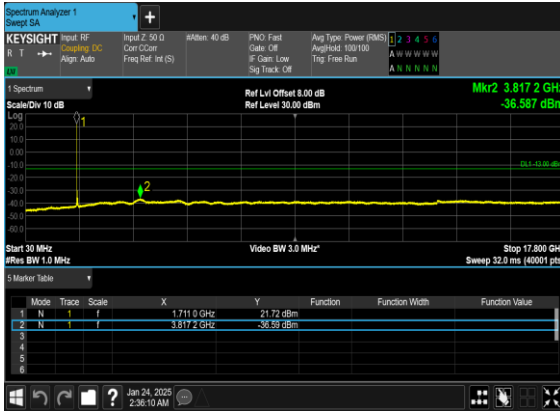 Spectrum Analyzer 1
Swept SA
+
KEYSIGHT Input: RF Input Z: 50 Ω #Atten: 40 dB PNO: Fast Avg Type: Power (RMS) 1 2 3 4 5 6
R T Coupling: DC Corr CCorr Gate: Off Avg|Hold: 100/100 A W W W W W
Align: Auto Freq Ref: Int (S) IF Gain: Low Trig: Free Run
Sig Track: Off A N N N N N
1 Spectrum Ref Lvl Offset 8.00 dB Mkr2 3.817 2 GHz
Scale/Div 10 dB Ref Level 30.00 dBm -36.587 dBm
Log
20.0
10.0
0.00
-10.0
DL1 -13.00 dBm
-20.0
-30.0
-40.0
-50.0
-60.0
1
2
Start 30 MHz Video BW 3.0 MHz* Stop 17.800 GHz
#Res BW 1.0 MHz Sweep 32.0 ms (40001 pts)
5 Marker Table
Mode Trace Scale X Y Function Function Width Function Value
1 N 1 f 1.711 0 GHz 21.72 dBm
2 N 1 f 3.817 2 GHz -36.59 dBm
3
4
5
6
? Jan 24, 2025
2:36:10 AM